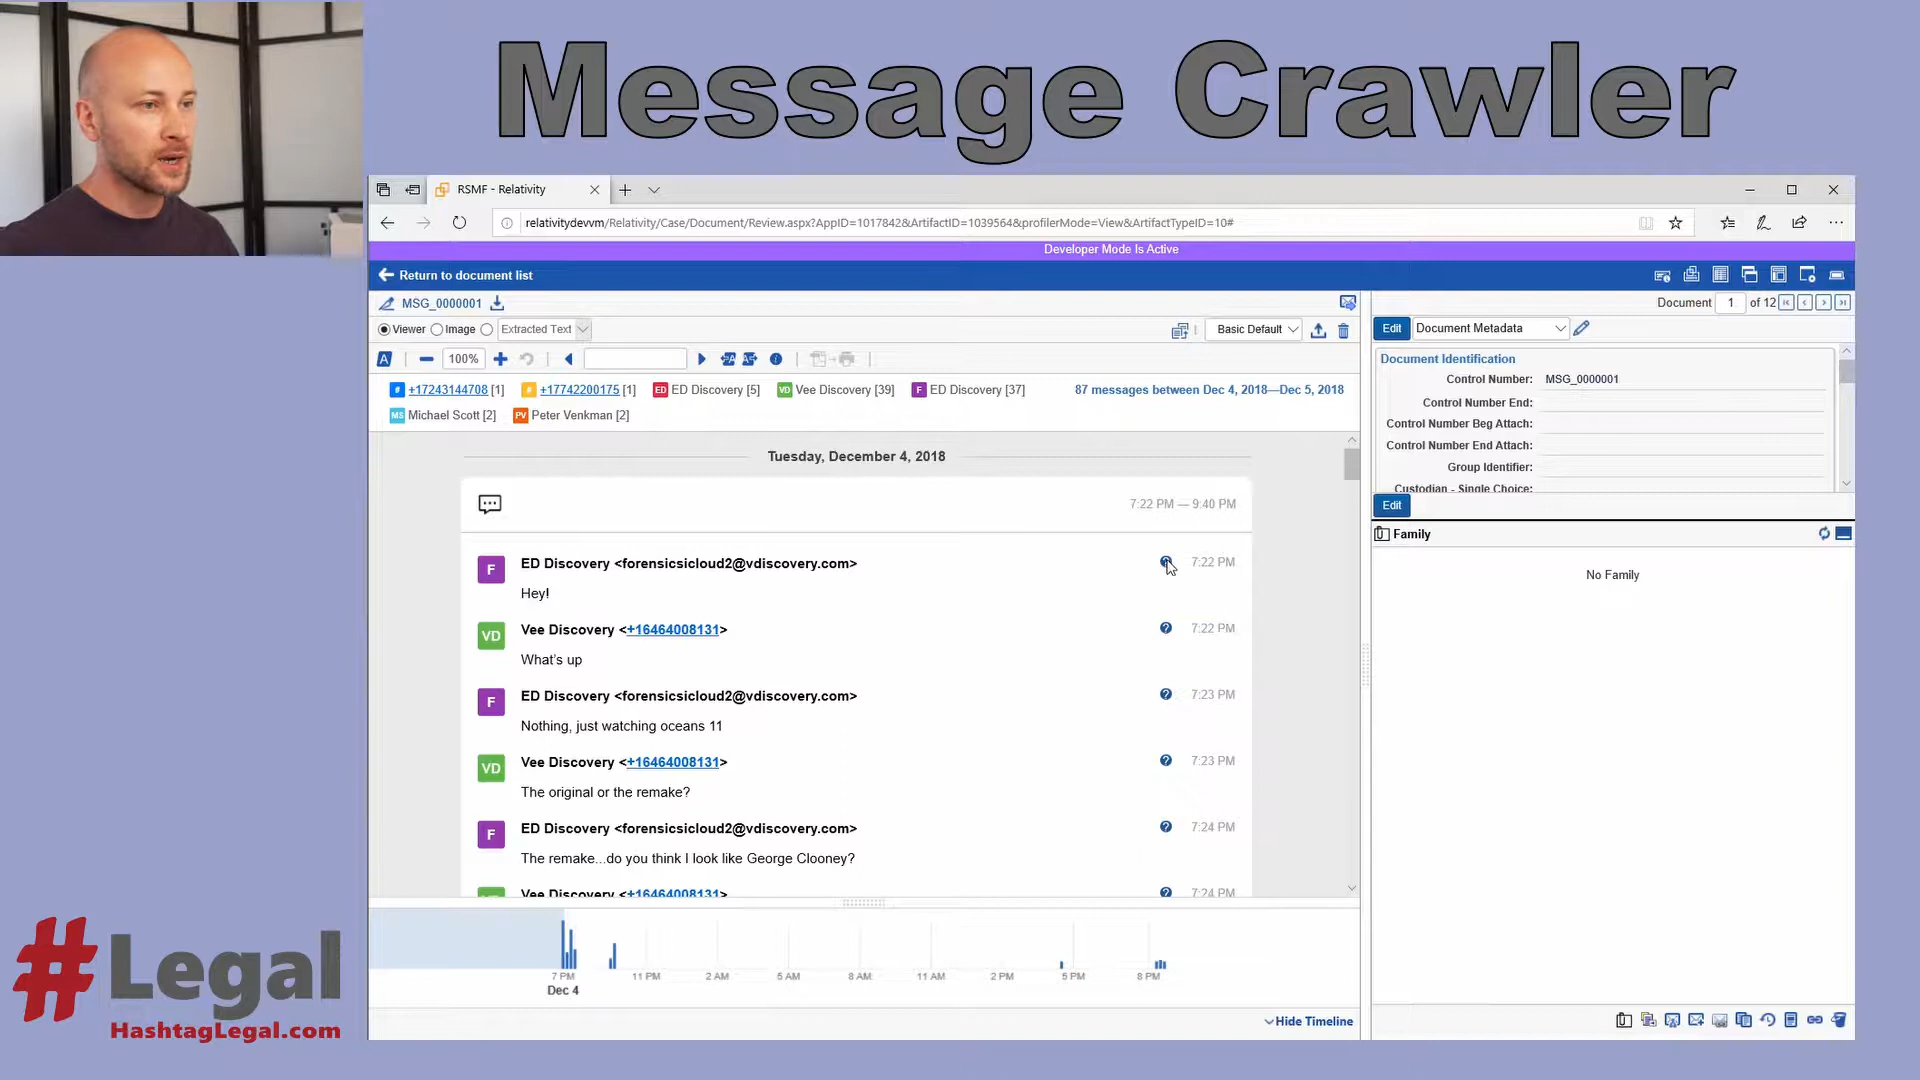 Message Crawler
RSMF - Relativity
relativitydevvm/Relativity/Case/Document/Review.aspx?AppID=1017842&ArtifactID=1039564&profilerMode=View&ArtifactTypeID=10#
Developer Mode Is Active
Return to document list
MSG_0000001
Document 1 of 12
Viewer Image Extracted Text
Basic Default
Edit Document Metadata
100%
Document Identification
Control Number: MSG_0000001
Control Number End:
Control Number Beg Attach:
Control Number End Attach:
Group Identifier:
Custodian - Single Choice:
Edit
# +17243144708 [1] # +17742200175 [1] ED ED Discovery [5] VD Vee Discovery [39] F ED Discovery [37]
87 messages between Dec 4, 2018—Dec 5, 2018
MS Michael Scott [2] PV Peter Venkman [2]
Family
No Family
Tuesday, December 4, 2018
7:22 PM — 9:40 PM
F ED Discovery <forensicsicloud2@vdiscovery.com> 7:22 PM
Hey!
VD Vee Discovery <+16464008131> 7:22 PM
What's up
F ED Discovery <forensicsicloud2@vdiscovery.com> 7:23 PM
Nothing, just watching oceans 11
VD Vee Discovery <+16464008131> 7:23 PM
The original or the remake?
F ED Discovery <forensicsicloud2@vdiscovery.com> 7:24 PM
The remake...do you think I look like George Clooney?
Vee Discovery <+16464008131> 7:24 PM
7 PM 11 PM 2 AM 5 AM 8 AM 11 AM 2 PM 5 PM 8 PM
Dec 4
Hide Timeline
#Legal
HashtagLegal.com